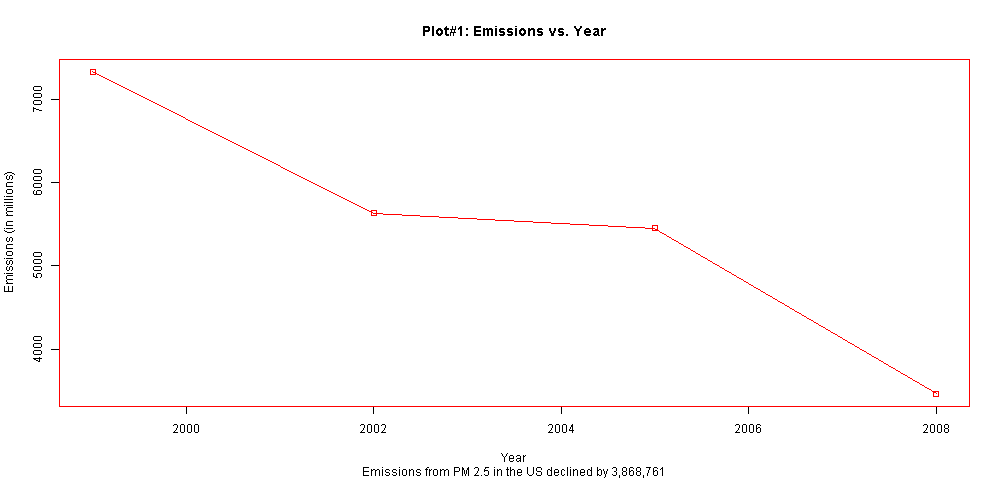 Plot#1: Emissions vs. Year
Emissions (in millions)
7000
6000
5000
4000
2000
2002
2004
2006
2008
Year
Emissions from PM 2.5 in the US declined by 3,868,761